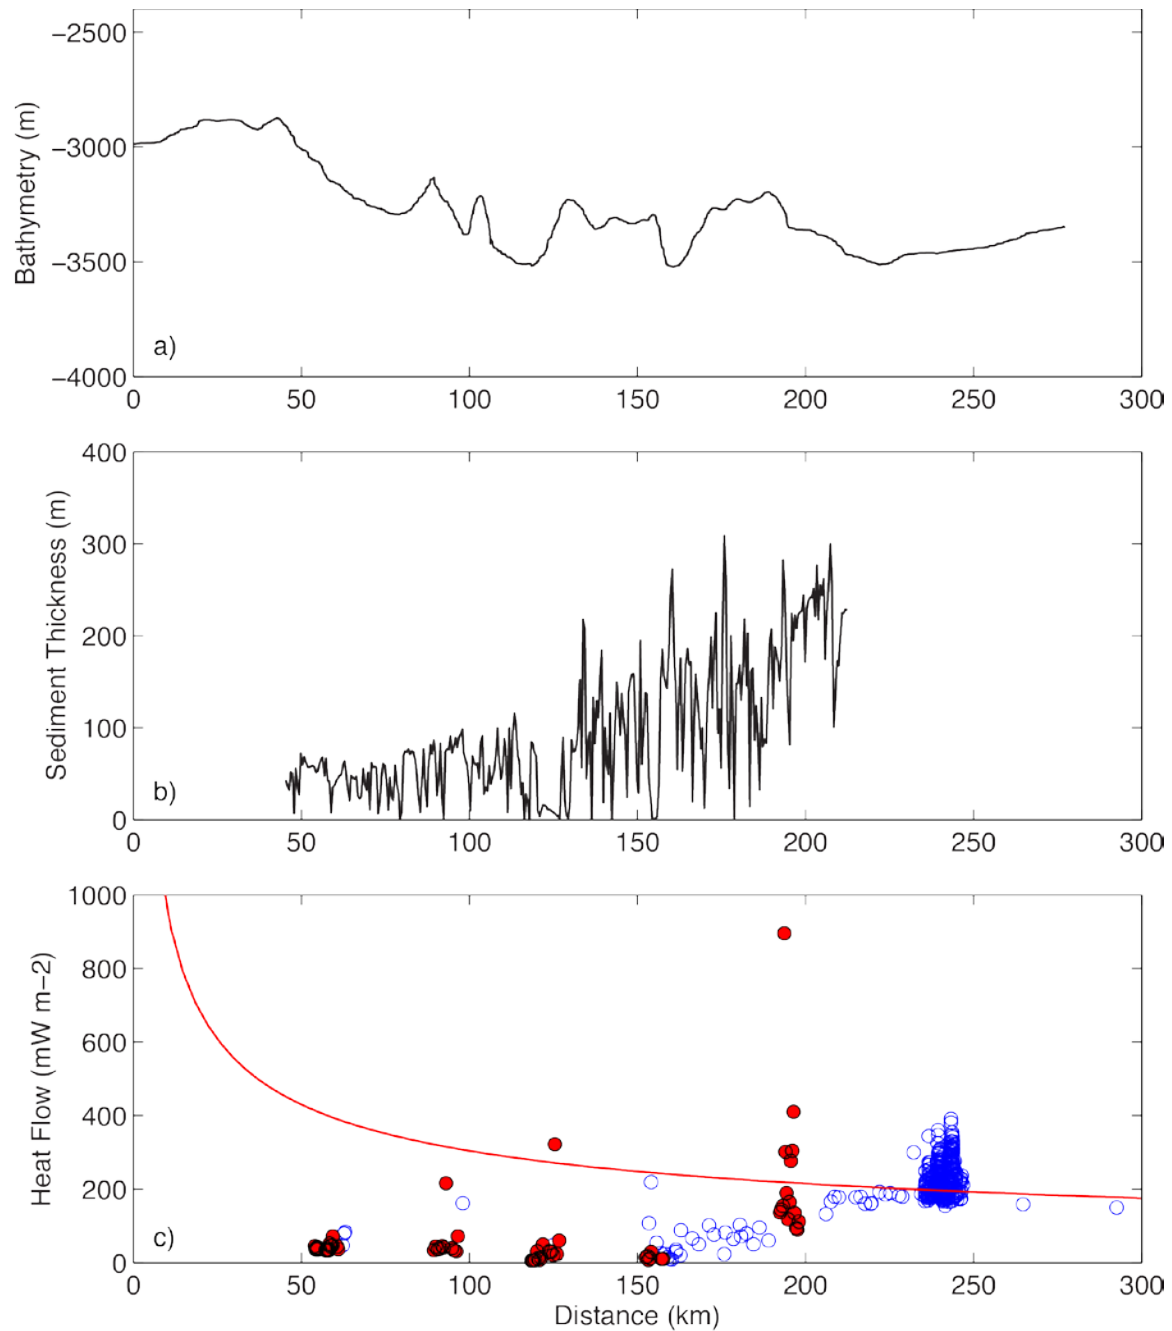 −2500
−3000
−3500
−4000
Bathymetry (m)
a)
0 50 100 150 200 250 300
400
300
200
100
0
Sediment Thickness (m)
b)
0 50 100 150 200 250 300
1000
800
600
400
200
0
Heat Flow (mW m−2)
c)
0 50 100 150 200 250 300
Distance (km)